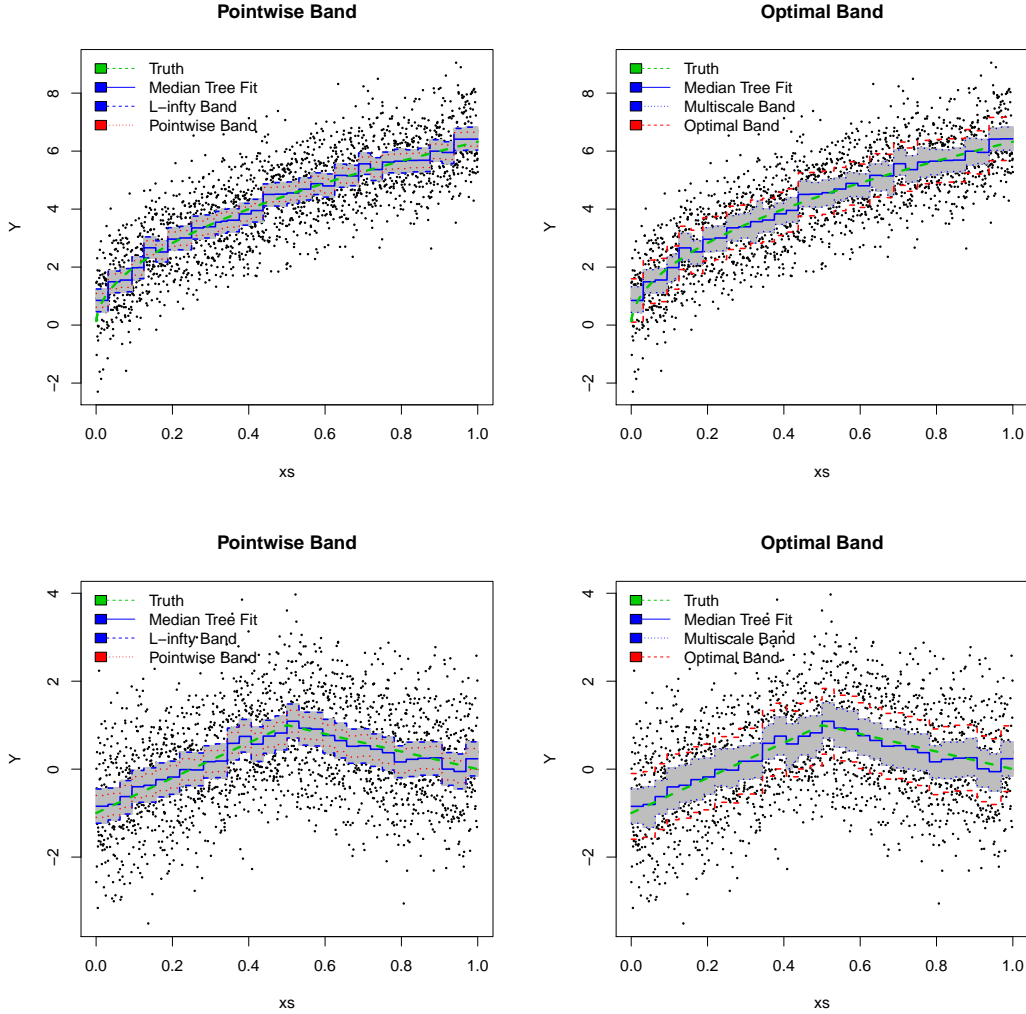 Pointwise Band
Truth
Median Tree Fit
L−infty Band
Pointwise Band
Y
8
6
4
2
0
−2
0.0 0.2 0.4 0.6 0.8 1.0
xs
Optimal Band
Truth
Median Tree Fit
Multiscale Band
Optimal Band
Y
8
6
4
2
0
−2
0.0 0.2 0.4 0.6 0.8 1.0
xs
Pointwise Band
Truth
Median Tree Fit
L−infty Band
Pointwise Band
Y
4
2
0
−2
0.0 0.2 0.4 0.6 0.8 1.0
xs
Optimal Band
Truth
Median Tree Fit
Multiscale Band
Optimal Band
Y
4
2
0
−2
0.0 0.2 0.4 0.6 0.8 1.0
xs